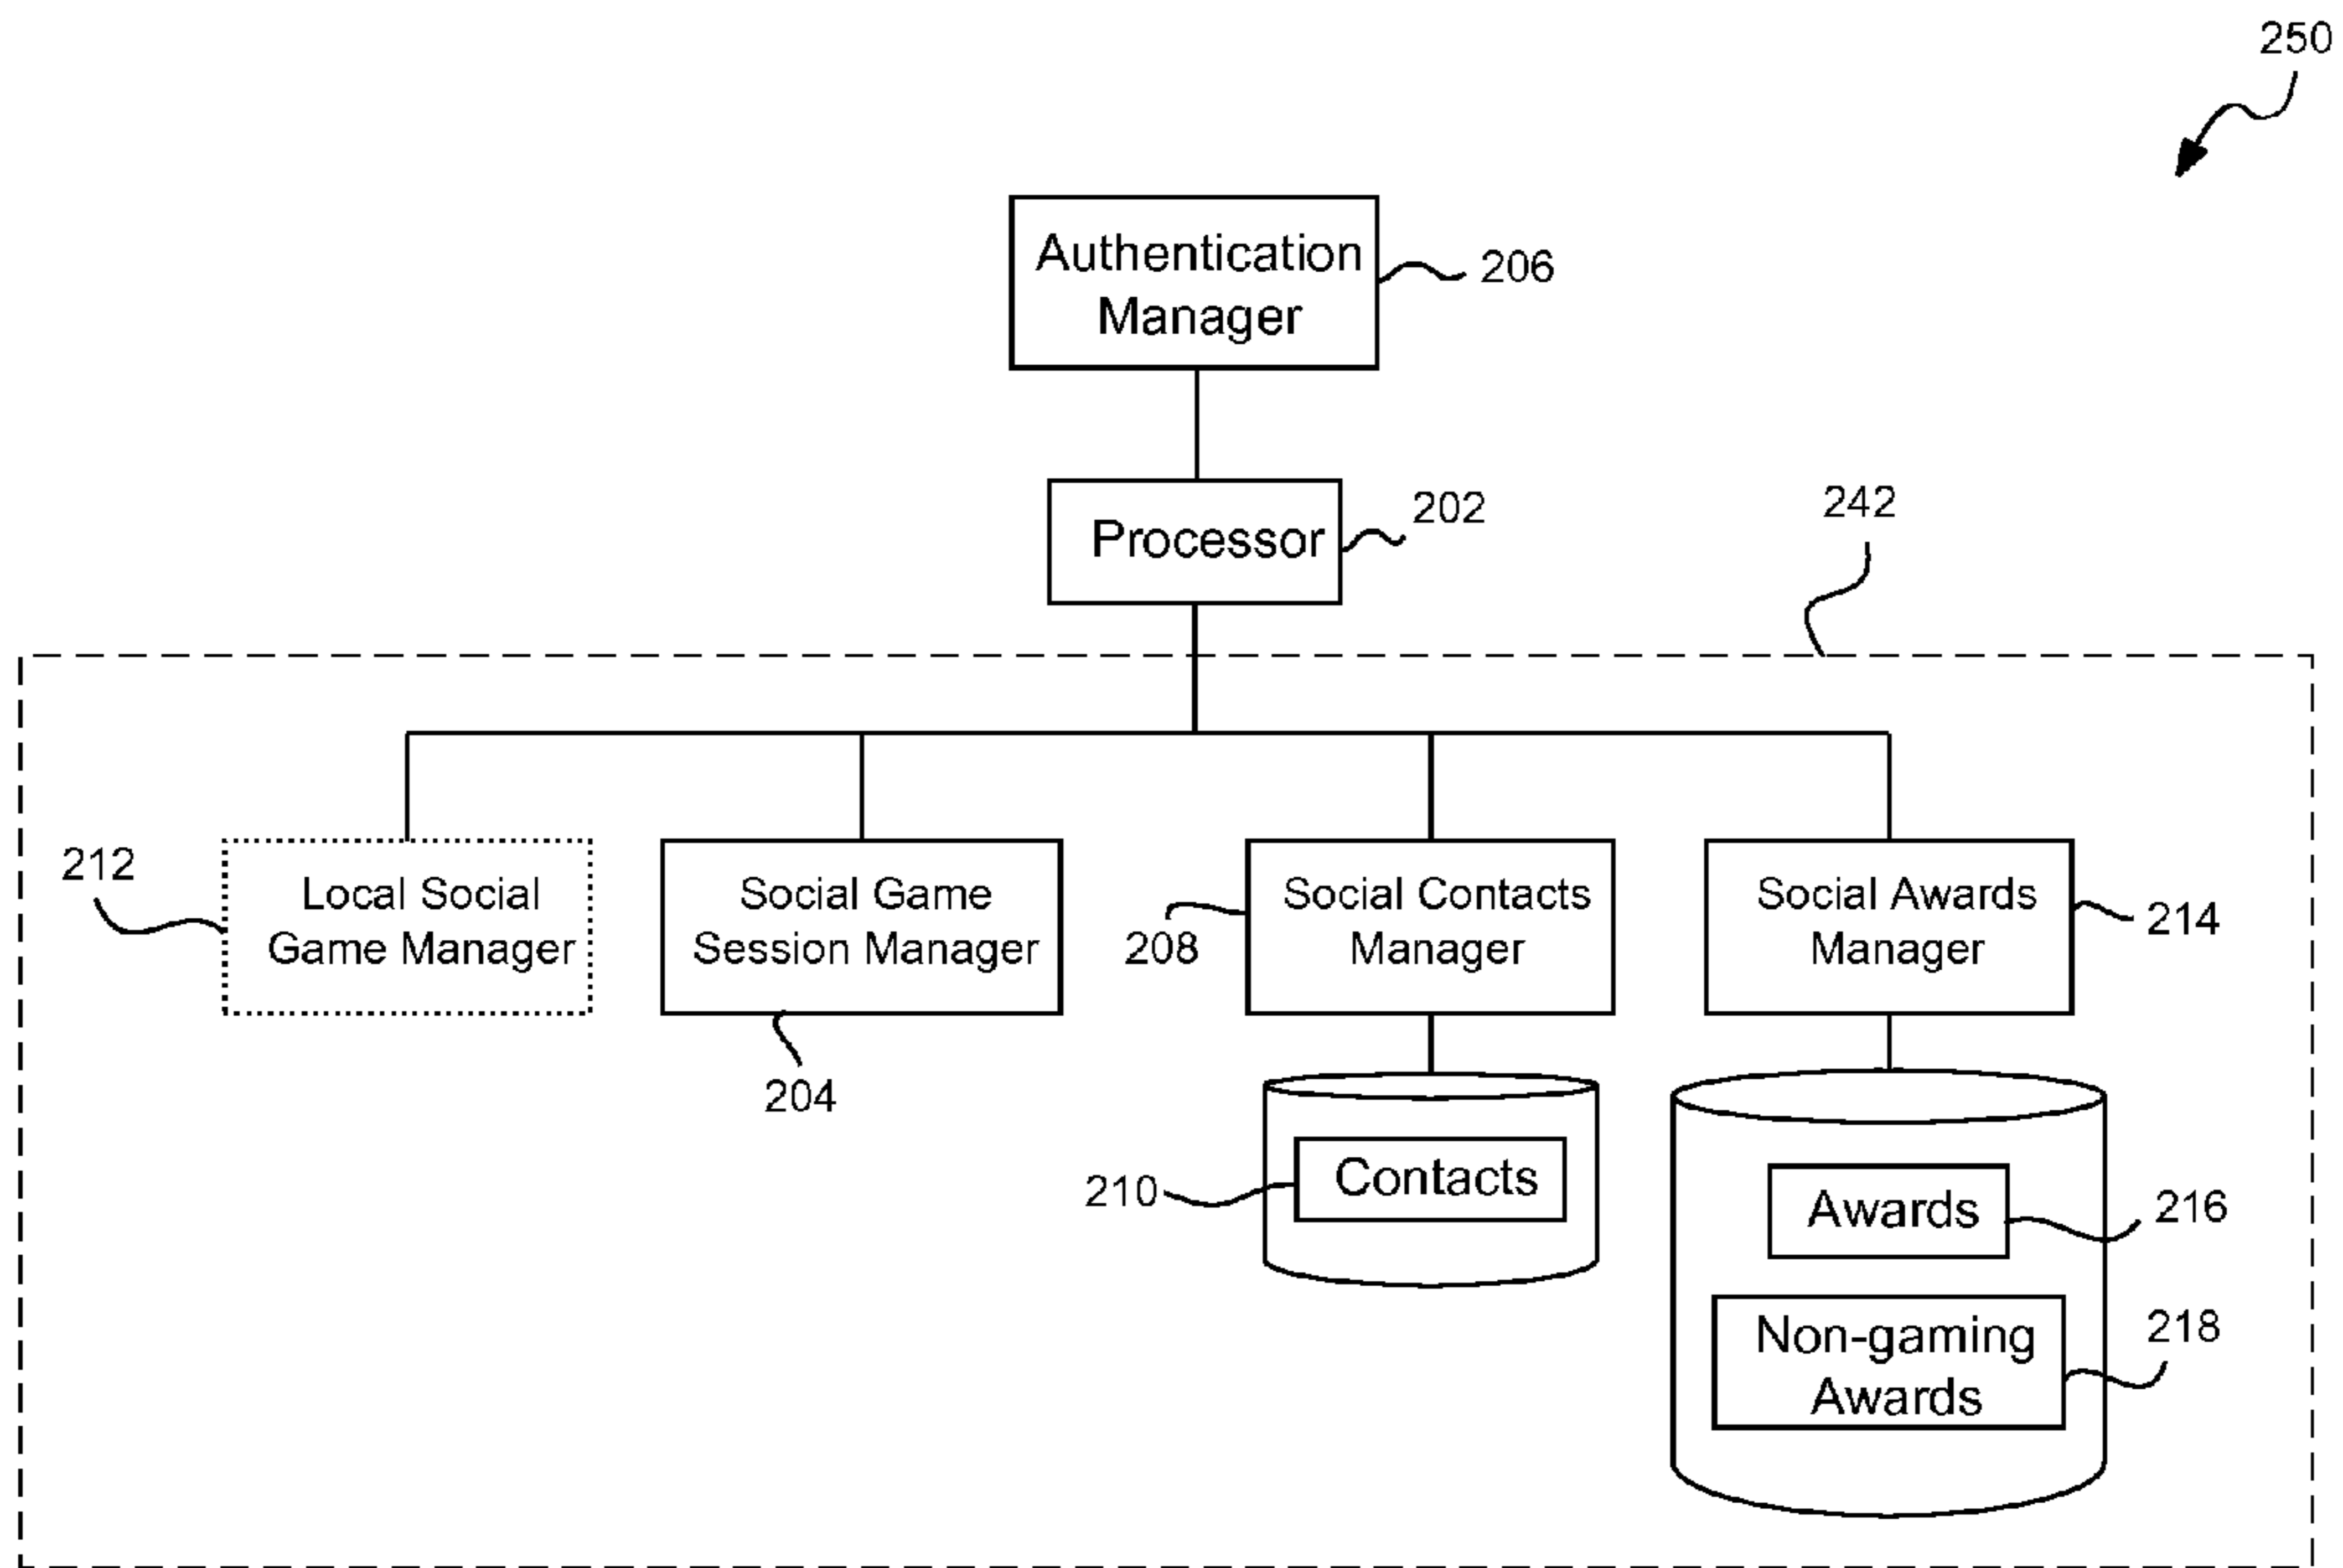 250
Authentication
Manager
206
Processor
202
242
212
Local Social
Game Manager
Social Game
Session Manager
204
Social Contacts
Manager
208
Social Awards
Manager
214
210
Contacts
Awards
216
Non-gaming
Awards
218